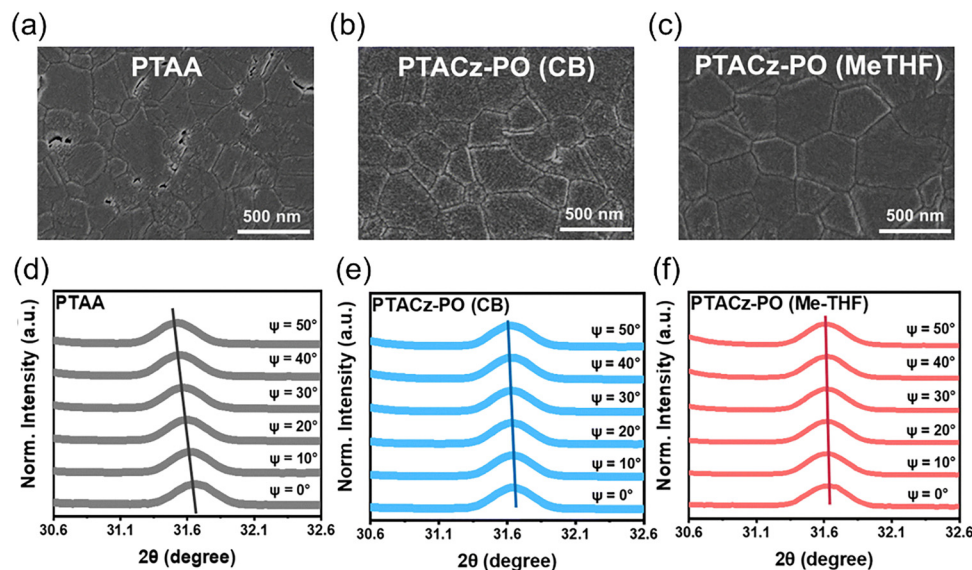 (a)
PTAA
500 nm
(b)
PTACz-PO (CB)
500 nm
(c)
PTACz-PO (MeTHF)
500 nm
(d)
Norm. Intensity (a.u.)
PTAA
ψ = 50°
ψ = 40°
ψ = 30°
ψ = 20°
ψ = 10°
ψ = 0°
30.6 31.1 31.6 32.1 32.6
2θ (degree)
(e)
Norm. Intensity (a.u.)
PTACz-PO (CB)
ψ = 50°
ψ = 40°
ψ = 30°
ψ = 20°
ψ = 10°
ψ = 0°
30.6 31.1 31.6 32.1 32.6
2θ (degree)
(f)
Norm. Intensity (a.u.)
PTACz-PO (Me-THF)
ψ = 50°
ψ = 40°
ψ = 30°
ψ = 20°
ψ = 10°
ψ = 0°
30.6 31.1 31.6 32.1 32.6
2θ (degree)